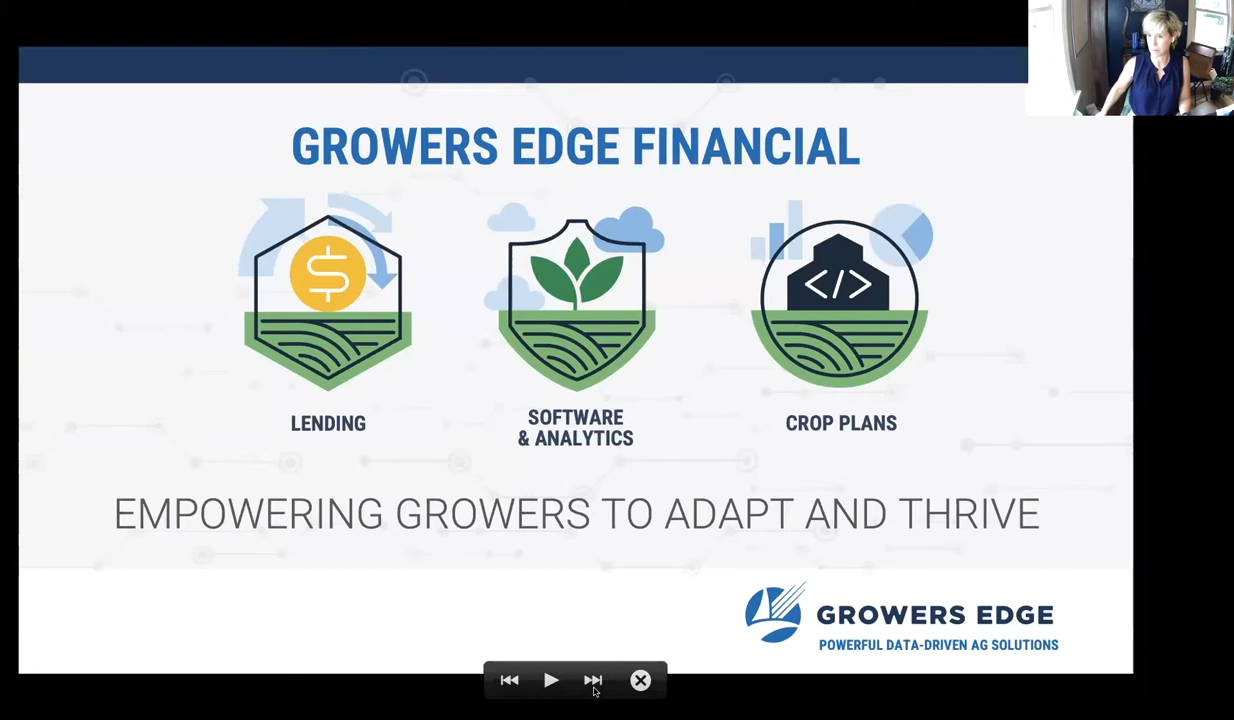 GROWERS EDGE FINANCIAL
$
</>
LENDING
SOFTWARE
& ANALYTICS
CROP PLANS
EMPOWERING GROWERS TO ADAPT AND THRIVE
GROWERS EDGE
POWERFUL DATA-DRIVEN AG SOLUTIONS